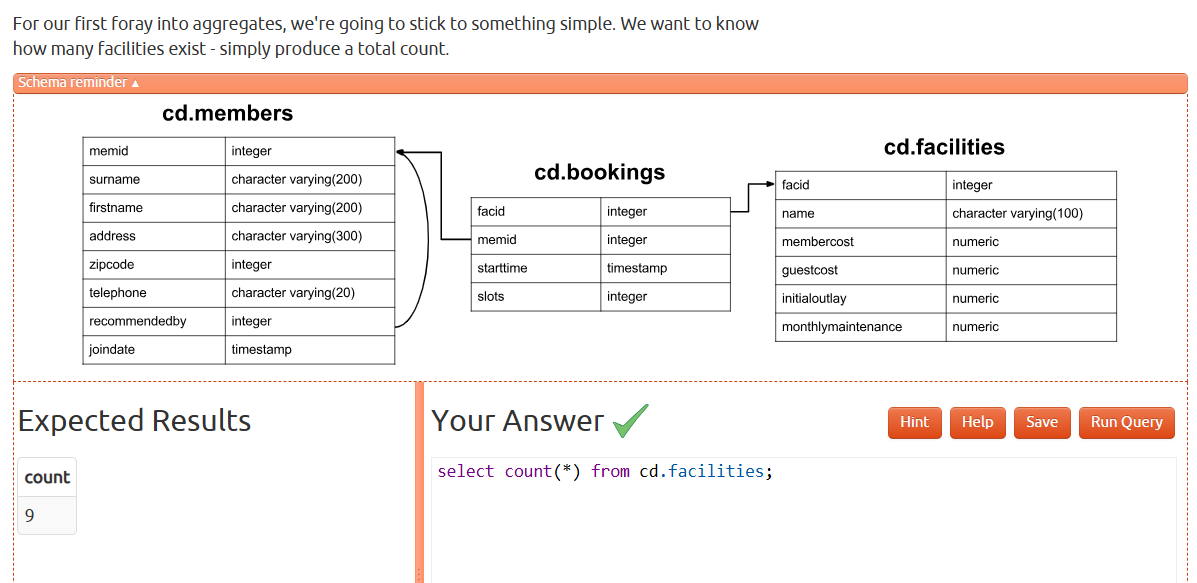 For our first foray into aggregates, we're going to stick to something simple. We want to know
how many facilities exist - simply produce a total count.
Schema reminder ▲
cd.members
memid integer
surname character varying(200)
firstname character varying(200)
address character varying(300)
zipcode integer
telephone character varying(20)
recommendedby integer
joindate timestamp
cd.bookings
facid integer
memid integer
starttime timestamp
slots integer
cd.facilities
facid integer
name character varying(100)
membercost numeric
guestcost numeric
initialoutlay numeric
monthlymaintenance numeric
Expected Results
count
9
Your Answer
Hint Help Save Run Query
select count(*) from cd.facilities;